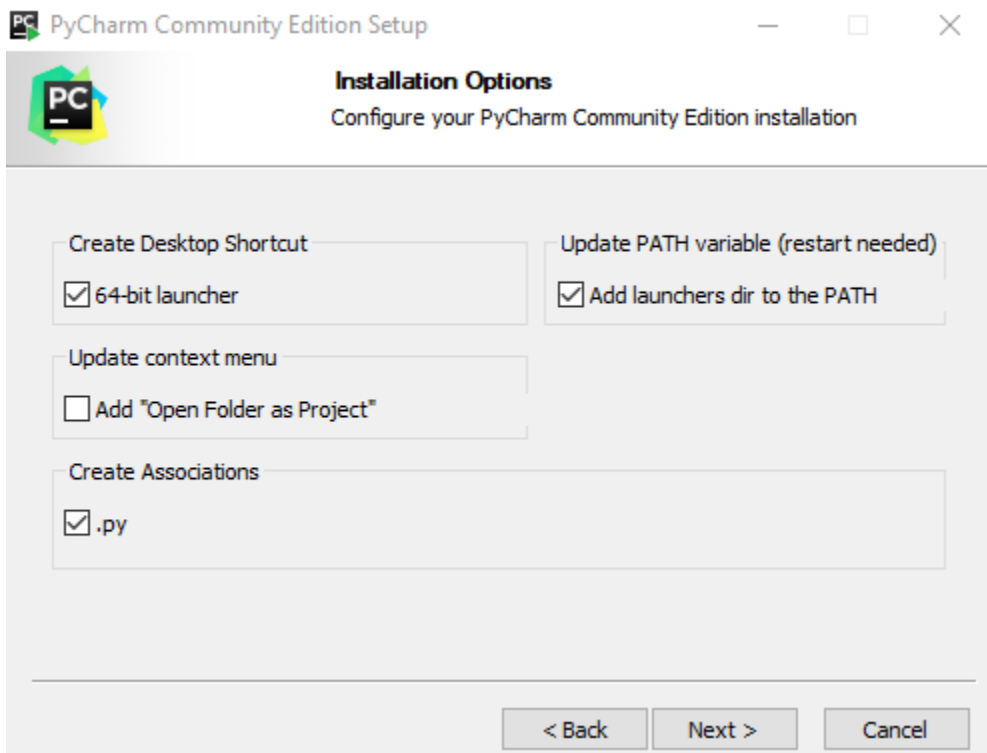 PyCharm Community Edition Setup
PC
Installation Options
Configure your PyCharm Community Edition installation
Create Desktop Shortcut
64-bit launcher
Update PATH variable (restart needed)
Add launchers dir to the PATH
Update context menu
Add "Open Folder as Project"
Create Associations
.py
< Back
Next >
Cancel